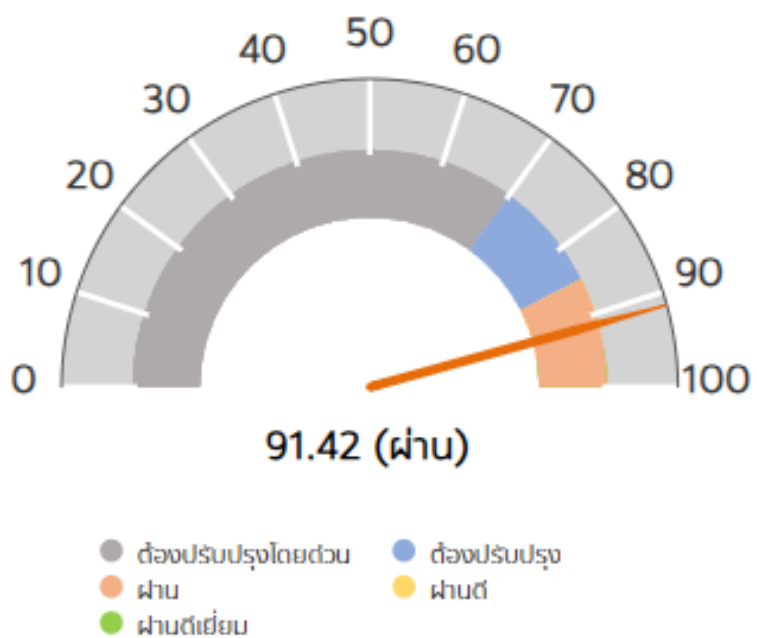 50
40
60
30
70
20
80
10
90
0
100
91.42 (ผ่าน)
ต้องปรับปรุงโดยด่วน
ต้องปรับปรุง
ผ่าน
ผ่านดี
ผ่านดีเยี่ยม